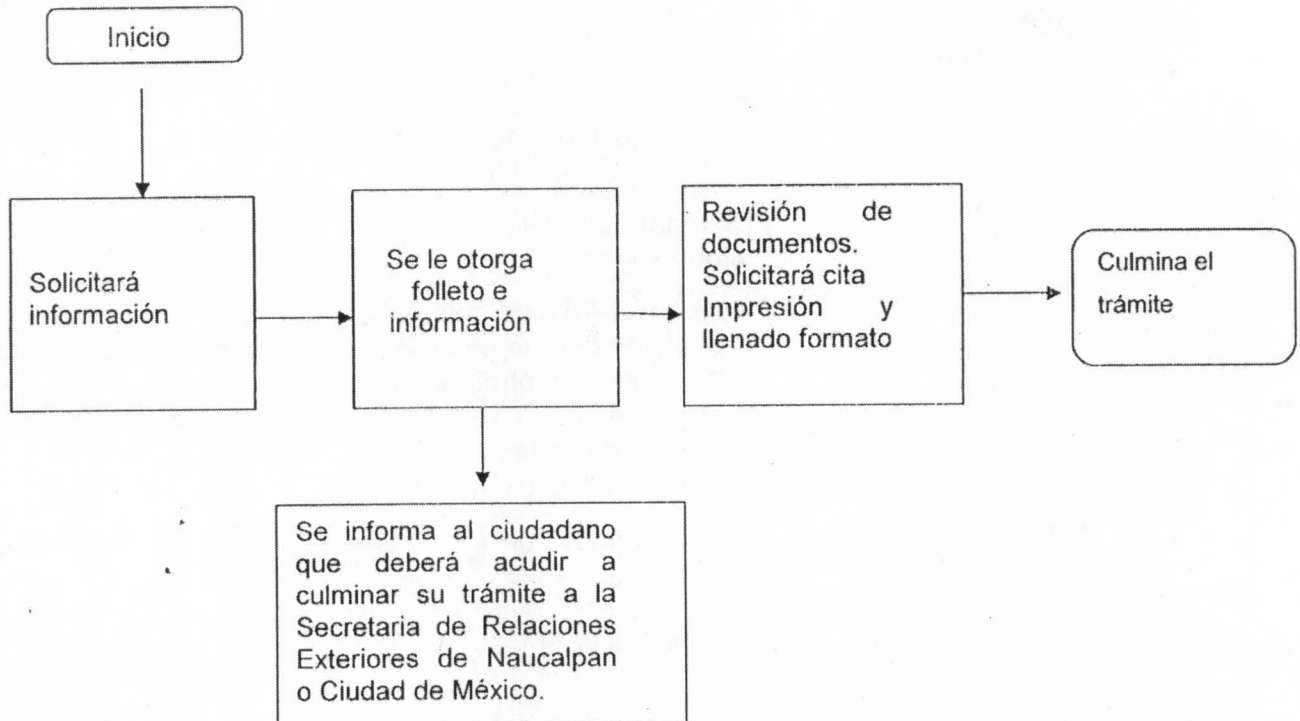 Inicio
Solicitará
información
Se le otorga
folleto e
información
Revisión de
documentos.
Solicitará cita
Impresión y
llenado formato
Culmina el
trámite
Se informa al ciudadano
que deberá acudir a
culminar su trámite a la
Secretaria de Relaciones
Exteriores de Naucalpan
o Ciudad de México.